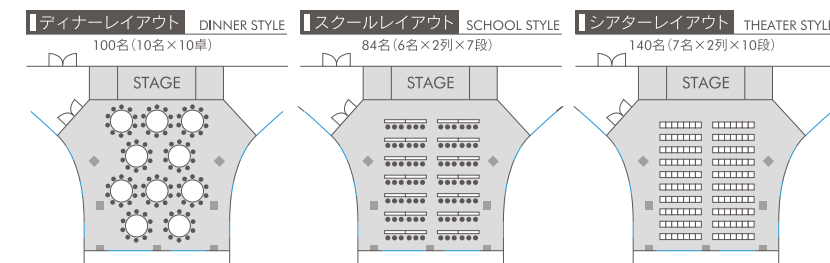 ディナーレイアウト DINNER STYLE
100名(10名×10卓)
STAGE
スクールレイアウト SCHOOL STYLE
84名(6名×2列×7段)
STAGE
シアターレイアウト THEATER STYLE
140名(7名×2列×10段)
STAGE